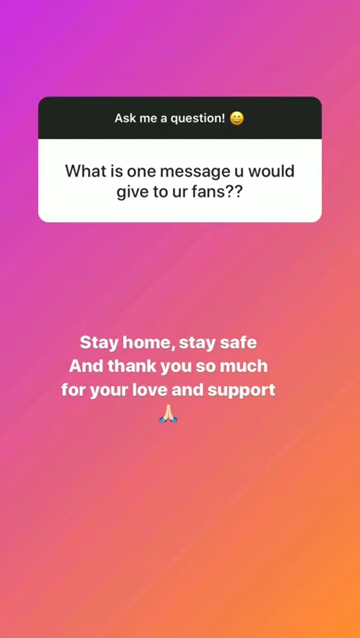 Ask me a question! 😀
What is one message u would
give to ur fans??
Stay home, stay safe
And thank you so much
for your love and support
🙏🏻